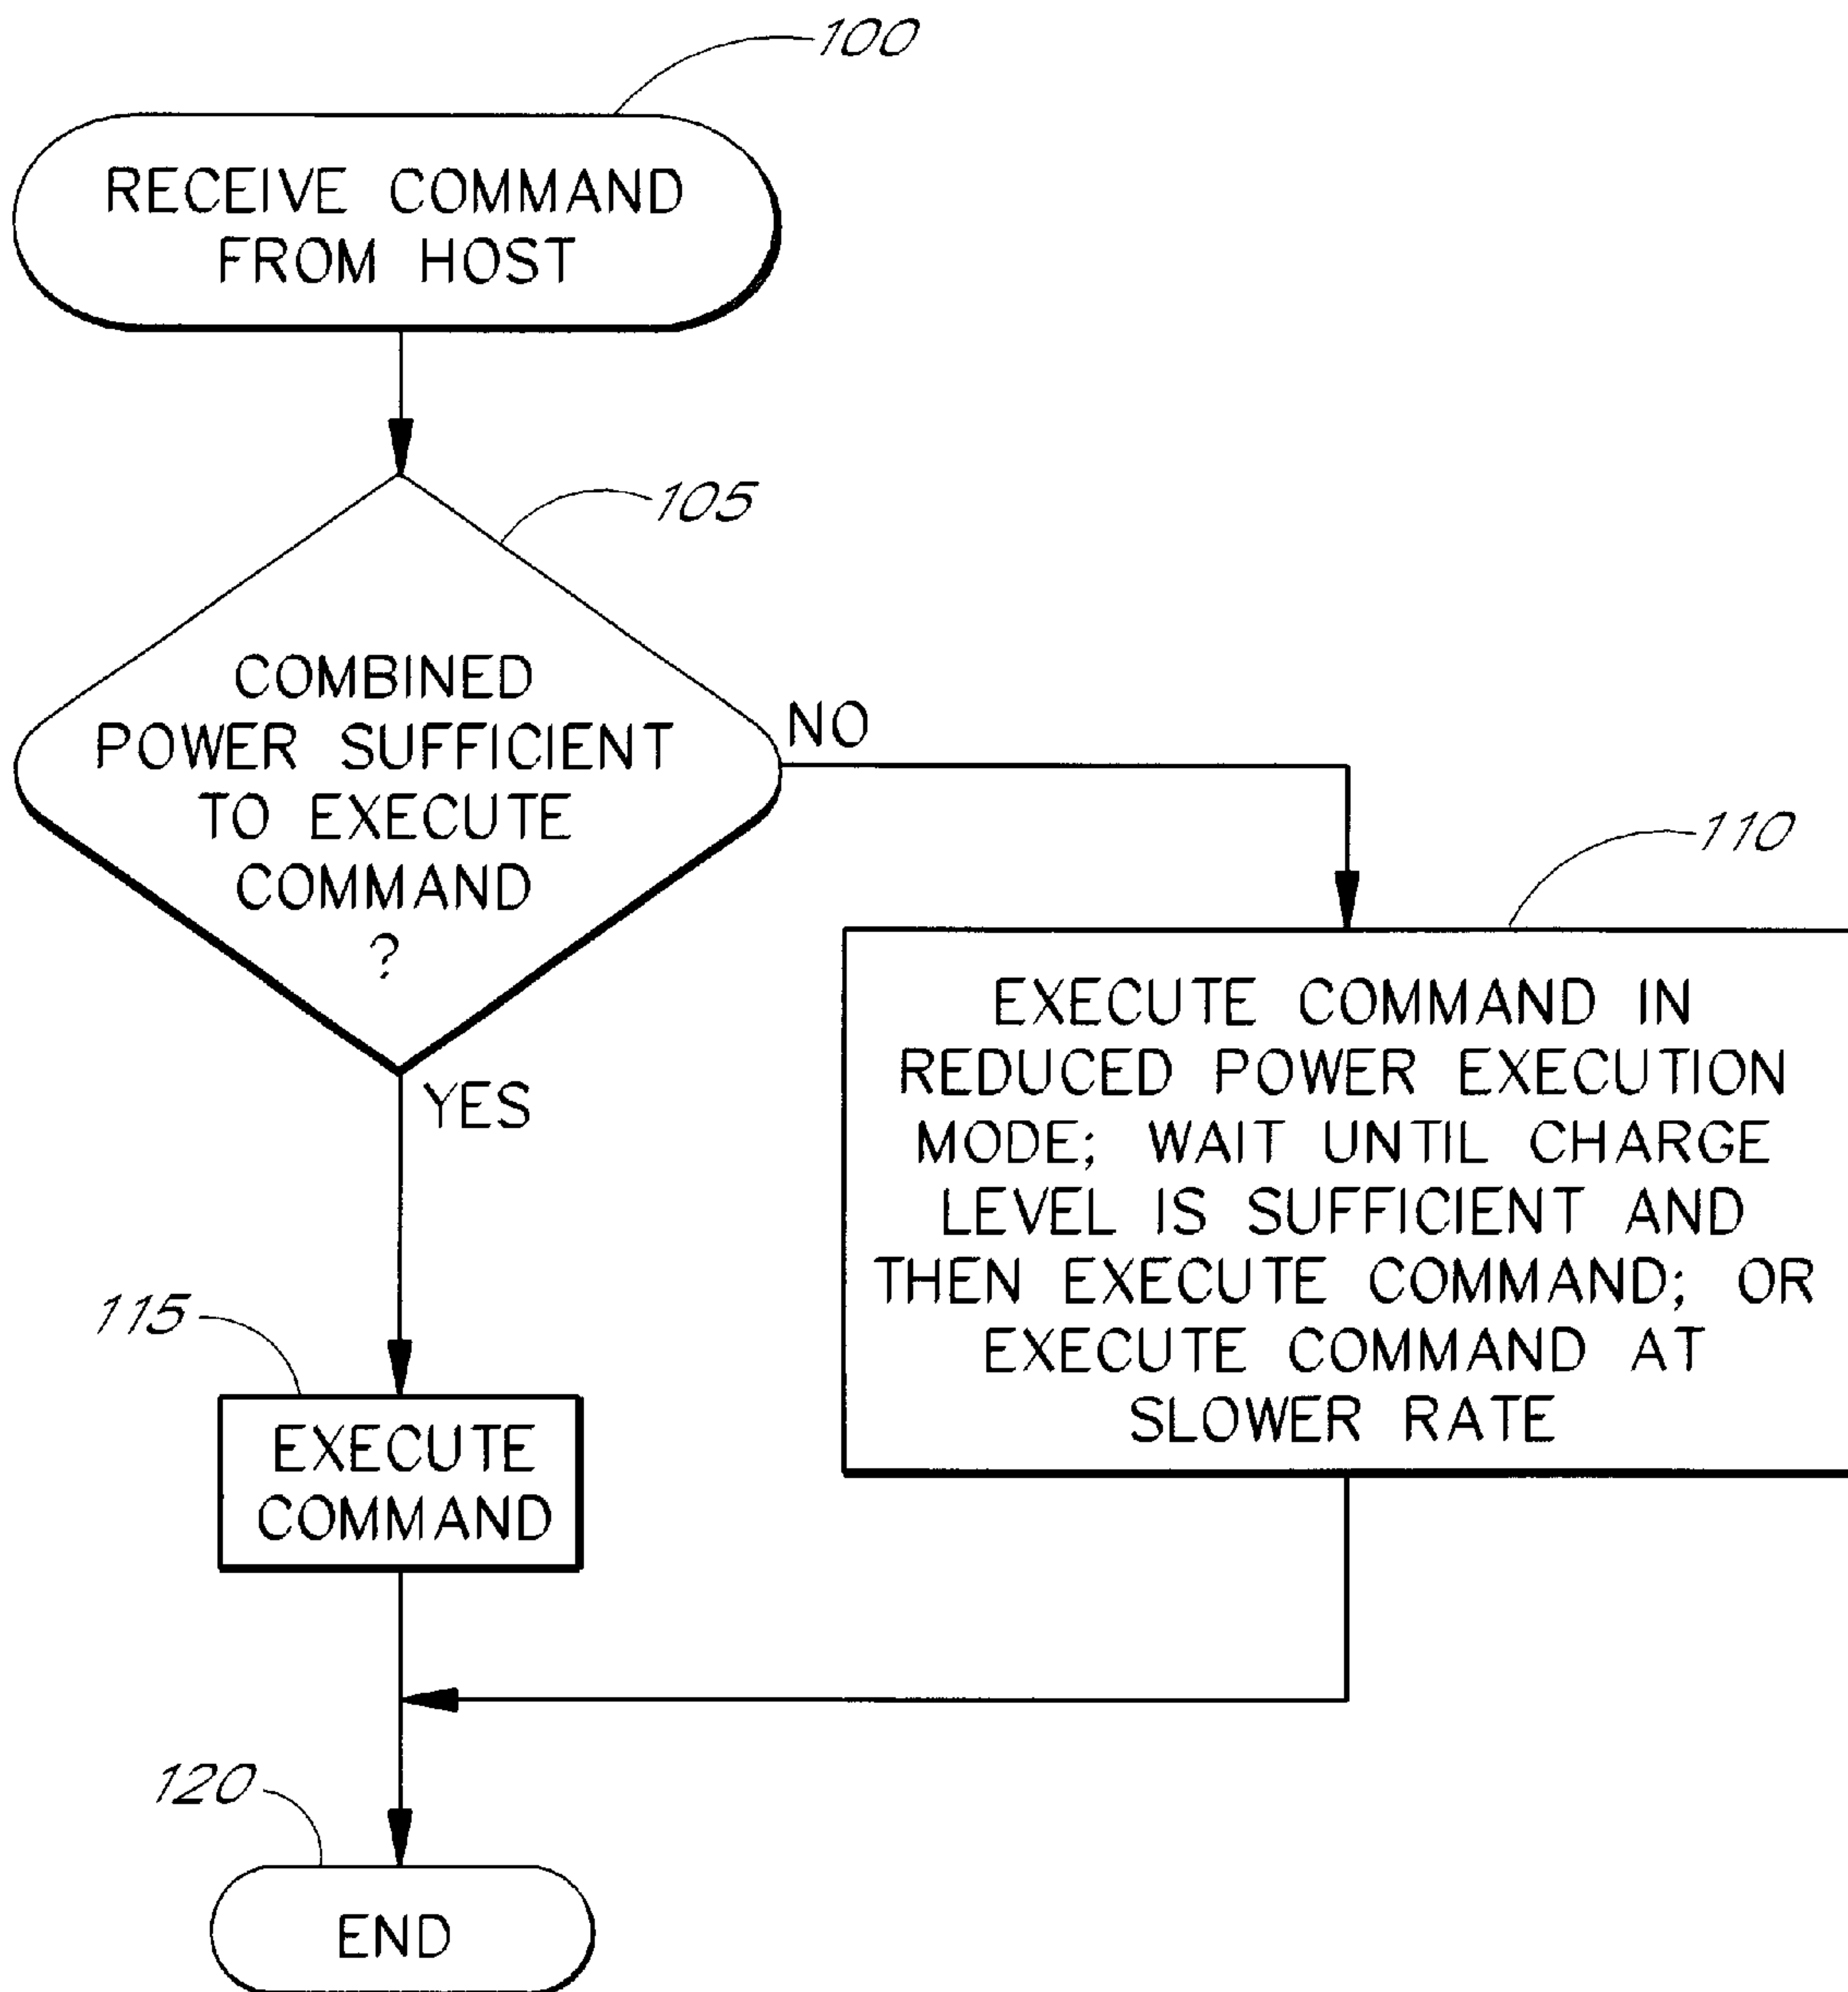 100
RECEIVE COMMAND
FROM HOST
105
COMBINED
POWER SUFFICIENT
TO EXECUTE
COMMAND
?
NO
YES
110
EXECUTE COMMAND IN
REDUCED POWER EXECUTION
MODE; WAIT UNTIL CHARGE
LEVEL IS SUFFICIENT AND
THEN EXECUTE COMMAND; OR
EXECUTE COMMAND AT
SLOWER RATE
115
EXECUTE
COMMAND
120
END